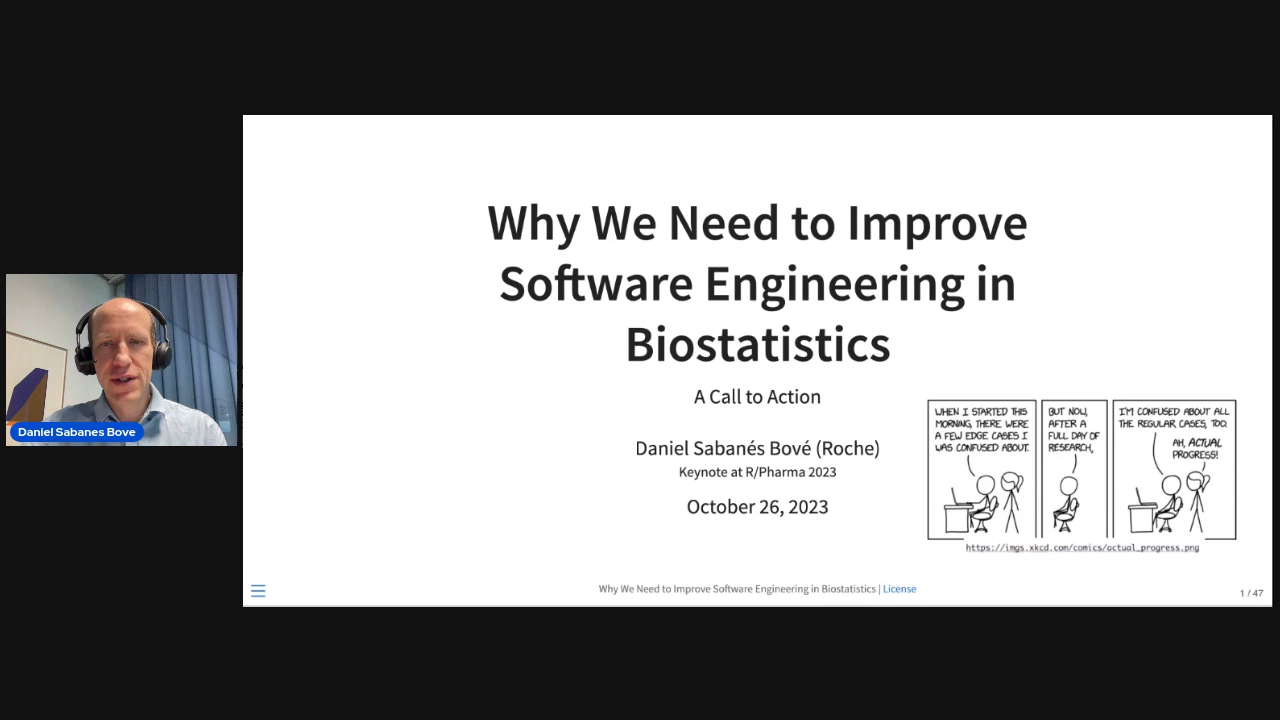 Why We Need to Improve
Software Engineering in
Biostatistics
A Call to Action
Daniel Sabanés Bové (Roche)
Keynote at R/Pharma 2023
October 26, 2023
WHEN I STARTED THIS
MORNING, THERE WERE
A FEW EDGE CASES I
WAS CONFUSED ABOUT.
BUT NOW,
AFTER A
FULL DAY OF
RESEARCH,
I'M CONFUSED ABOUT ALL
THE REGULAR CASES, TOO.
AH, ACTUAL
PROGRESS!
https://imgs.xkcd.com/comics/actual_progress.png
Daniel Sabanes Bove
Why We Need to Improve Software Engineering in Biostatistics | License
1 / 47